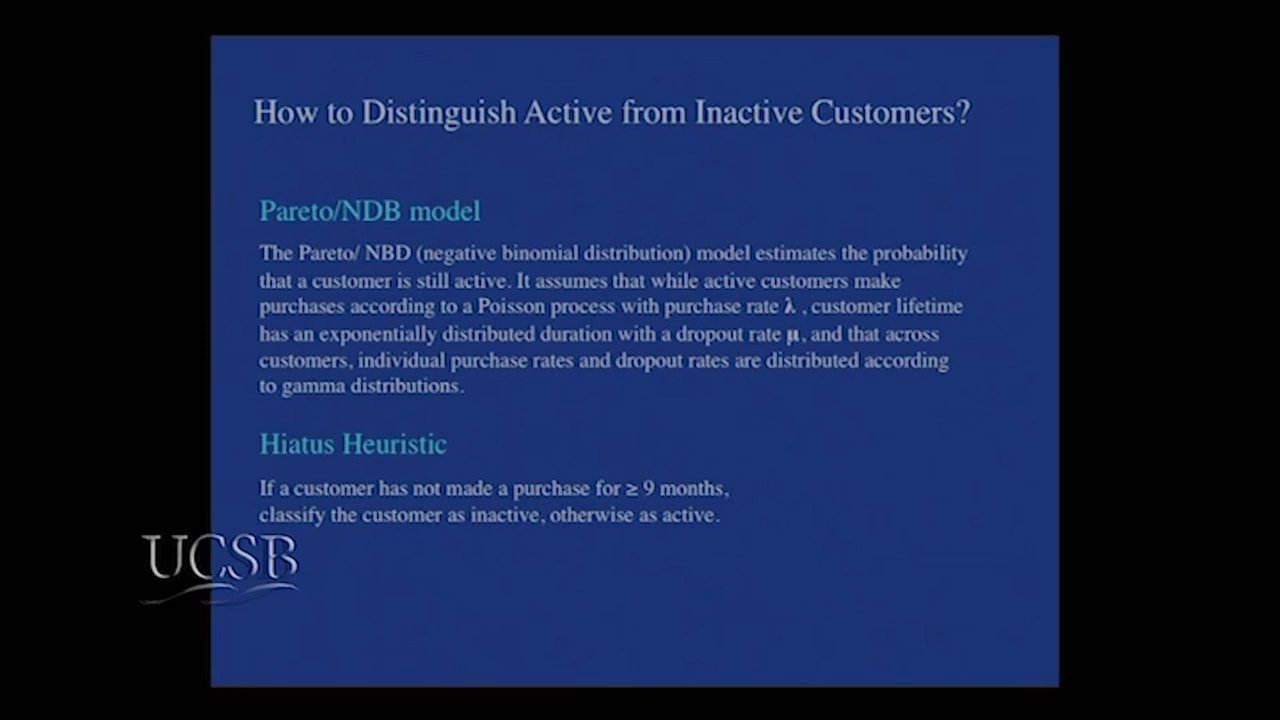 How to Distinguish Active from Inactive Customers?
Pareto/NDB model
The Pareto/ NBD (negative binomial distribution) model estimates the probability
that a customer is still active. It assumes that while active customers make
purchases according to a Poisson process with purchase rate λ , customer lifetime
has an exponentially distributed duration with a dropout rate μ, and that across
customers, individual purchase rates and dropout rates are distributed according
to gamma distributions.
Hiatus Heuristic
If a customer has not made a purchase for ≥ 9 months,
classify the customer as inactive, otherwise as active.
UCSB